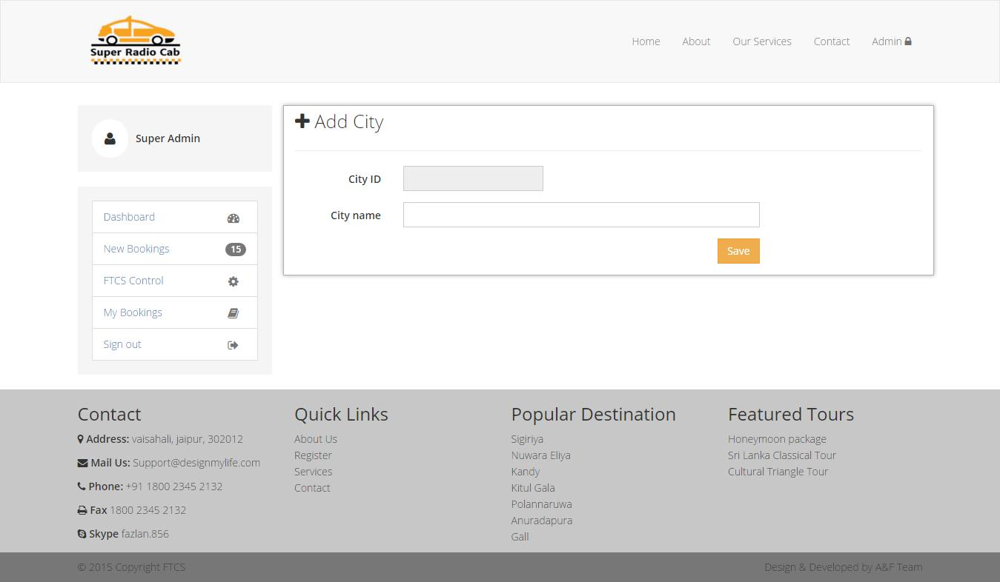 Super Radio Cab
Home About Our Services Contact Admin
Super Admin
Dashboard
New Bookings 15
FTCS Control
My Bookings
Sign out
Add City
City ID
City name
Save
Contact
Address: vaisahali, jaipur, 302012
Mail Us: Support@designmylife.com
Phone: +91 1800 2345 2132
Fax 1800 2345 2132
Skype fazlan.856
Quick Links
About Us
Register
Services
Contact
Popular Destination
Sigiriya
Nuwara Eliya
Kandy
Kitul Gala
Polannaruwa
Anuradapura
Gall
Featured Tours
Honeymoon package
Sri Lanka Classical Tour
Cultural Triangle Tour
© 2015 Copyright FTCS
Design & Developed by A&F Team